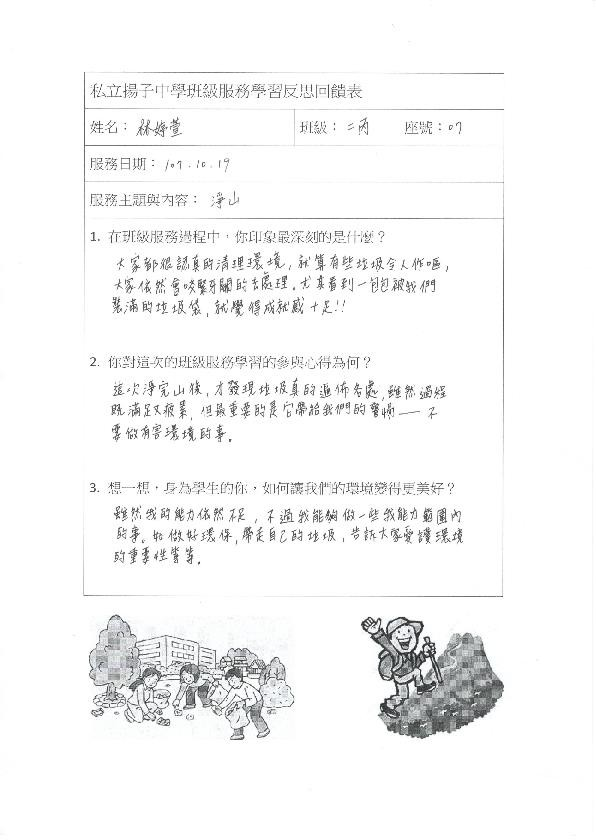 私立揚子中學班級服務學習反思回饋表
姓名：林婷萱 班級：二丙 座號：07
服務日期：107.10.19
服務主題與內容：淨山
1. 在班級服務過程中，你印象最深刻的是什麼？
大家都很認真的清理環境，就算有些垃圾令人作嘔，
大家依然會咬緊牙關的去處理。尤其看到一包包被我們
裝滿的垃圾袋，就覺得成就感十足!!
2. 你對這次的班級服務學習的參與心得為何？
這次淨完山後，才發現垃圾真的遍佈各處，雖然過程
既滿足又疲累，但最重要的是它帶給我們的警惕——不
要做有害環境的事。
3. 想一想，身為學生的你，如何讓我們的環境變得更美好？
雖然我的能力依然不足，不過我能夠做一些我能力範圍內
的事。如做好環保，帶走自己的垃圾，告訴大家愛護環境
的重要性等等。